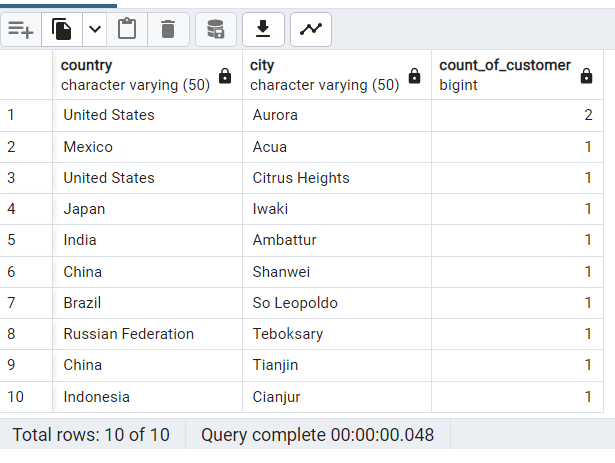 country character varying (50) city character varying (50) count_of_customer bigint
1 United States Aurora 2
2 Mexico Acua 1
3 United States Citrus Heights 1
4 Japan Iwaki 1
5 India Ambattur 1
6 China Shanwei 1
7 Brazil So Leopoldo 1
8 Russian Federation Teboksary 1
9 China Tianjin 1
10 Indonesia Cianjur 1
Total rows: 10 of 10 Query complete 00:00:00.048